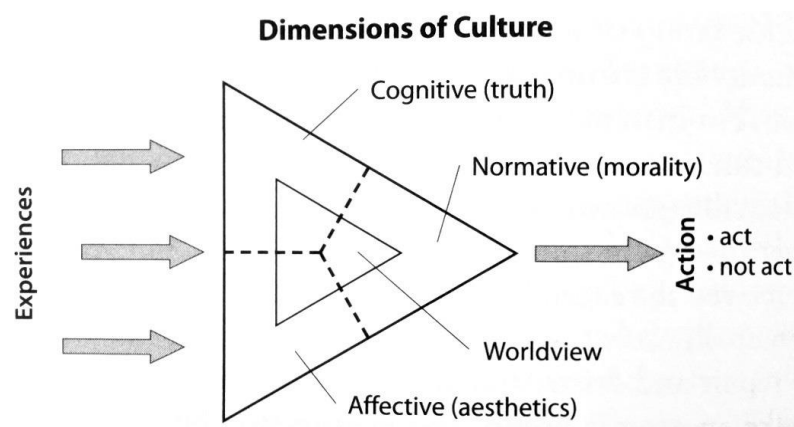 Dimensions of Culture
Cognitive (truth)
Normative (morality)
Experiences
Action
• act
• not act
Worldview
Affective (aesthetics)